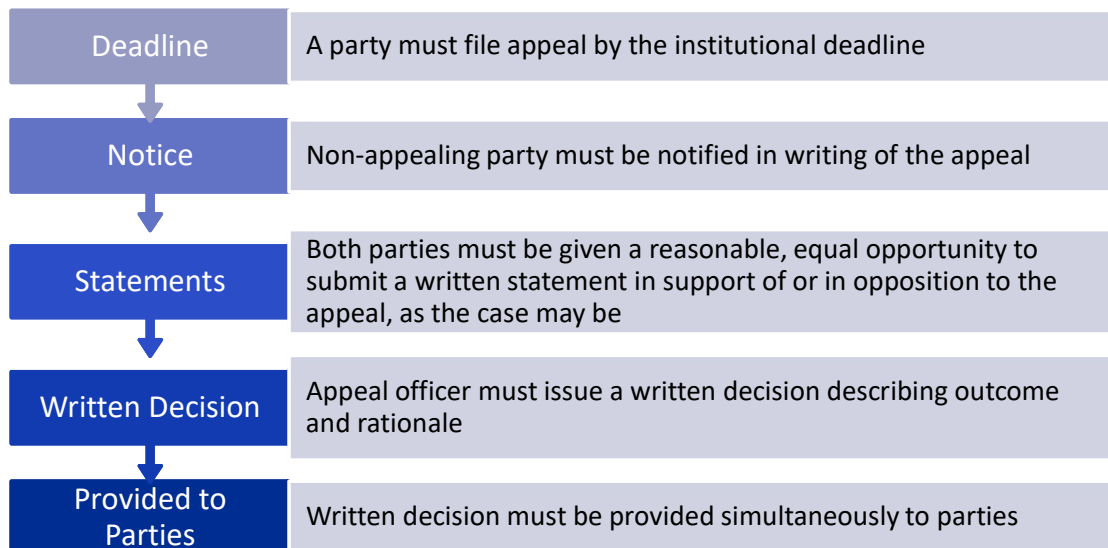 Deadline
A party must file appeal by the institutional deadline
Notice
Non-appealing party must be notified in writing of the appeal
Statements
Both parties must be given a reasonable, equal opportunity to
submit a written statement in support of or in opposition to the
appeal, as the case may be
Written Decision
Appeal officer must issue a written decision describing outcome
and rationale
Provided to
Parties
Written decision must be provided simultaneously to parties